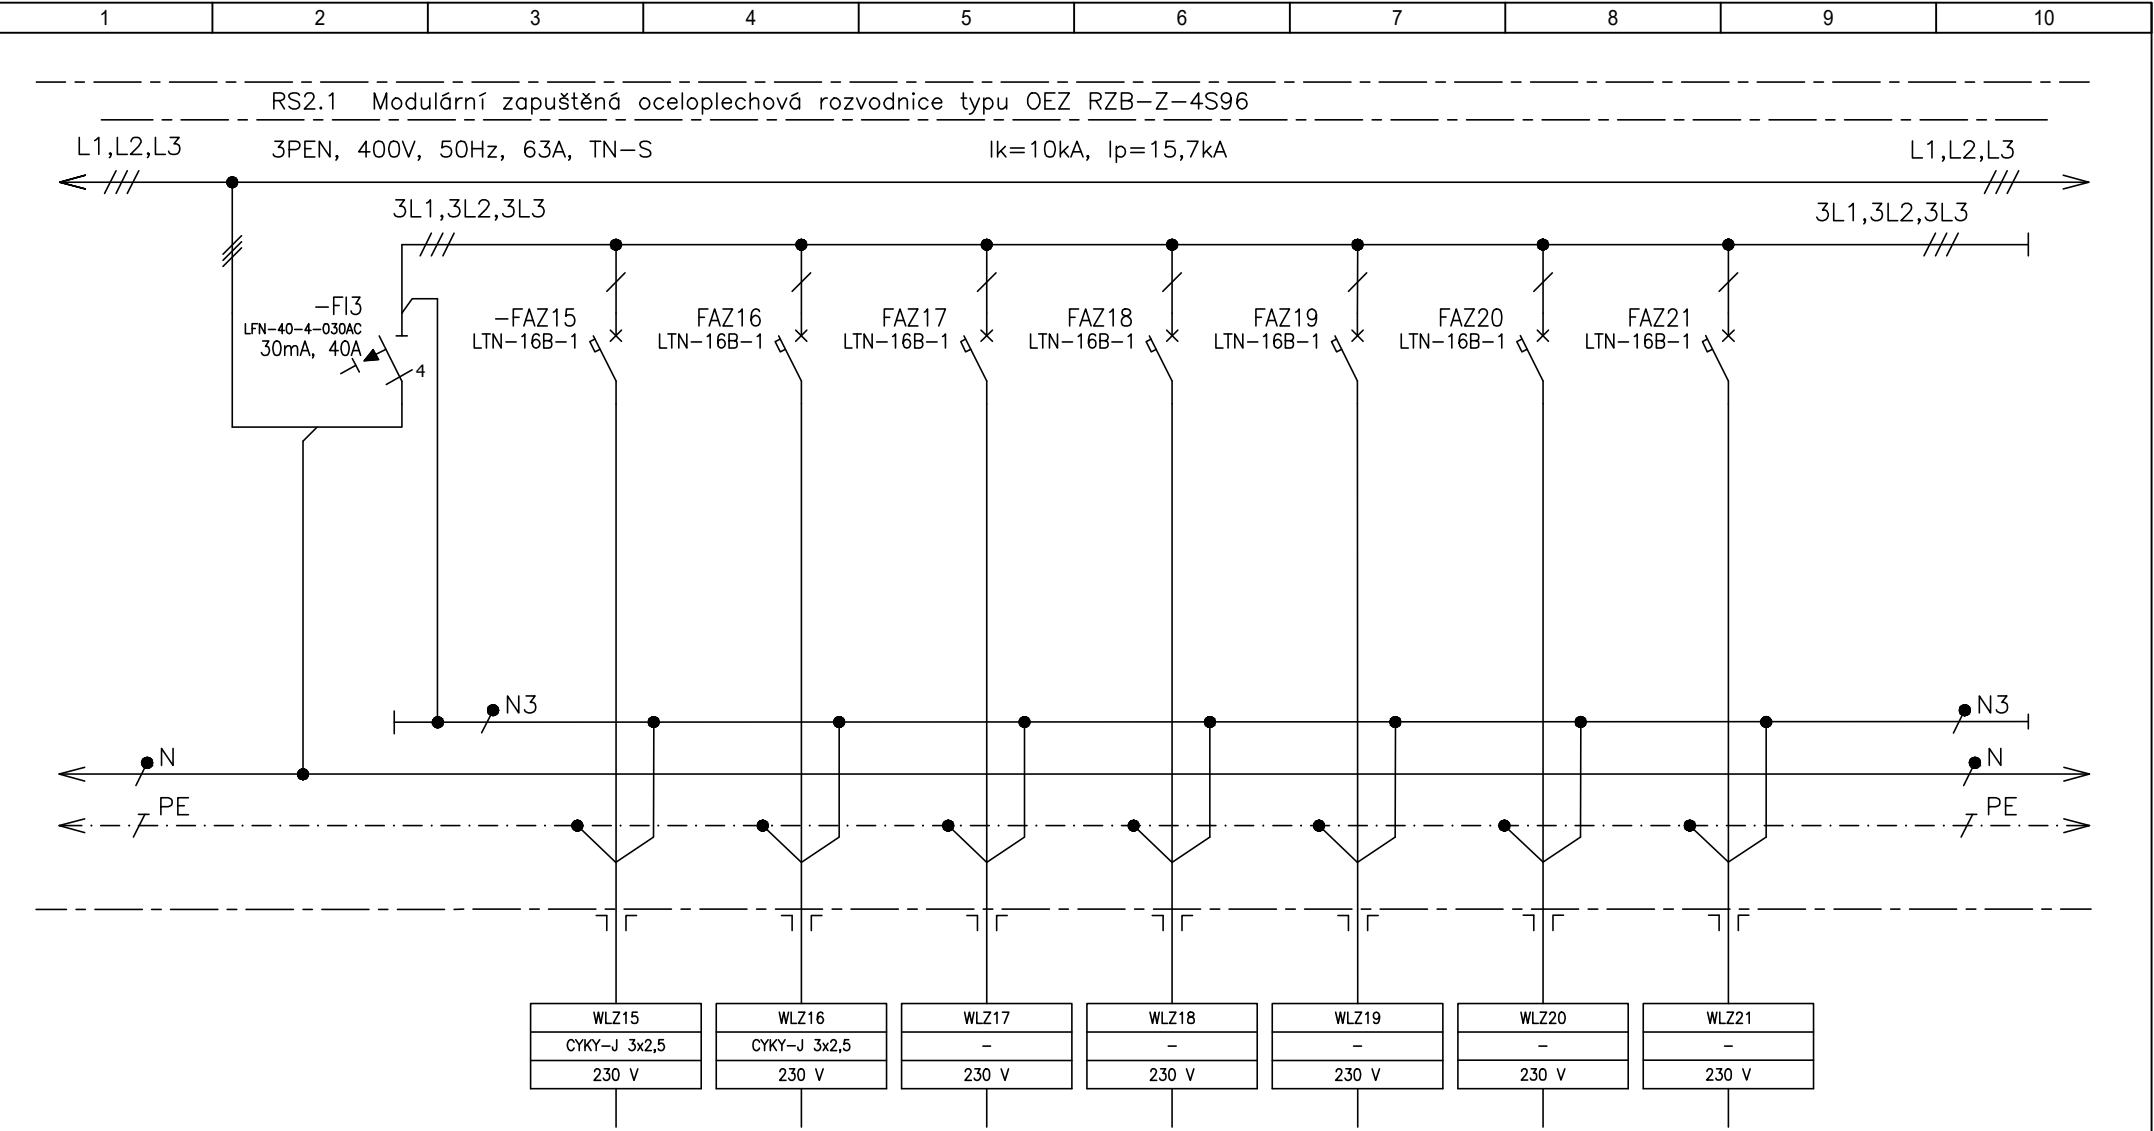 1 2 3 4 5 6 7 8 9 10
RS2.1 Modulární zapuštěná oceloplechová rozvodnice typu OEZ RZB-Z-4S96
L1,L2,L3 3PEN, 400V, 50Hz, 63A, TN-S Ik=10kA, Ip=15,7kA L1,L2,L3
3L1,3L2,3L3 3L1,3L2,3L3
-FI3
LFN-40-4-030AC
30mA, 40A
4
-FAZ15 FAZ16 FAZ17 FAZ18 FAZ19 FAZ20 FAZ21
LTN-16B-1 LTN-16B-1 LTN-16B-1 LTN-16B-1 LTN-16B-1 LTN-16B-1 LTN-16B-1
N3 N3
N N
PE PE
WLZ15 WLZ16 WLZ17 WLZ18 WLZ19 WLZ20 WLZ21
CYKY-J 3x2,5 CYKY-J 3x2,5 - - - - -
230 V 230 V 230 V 230 V 230 V 230 V 230 V